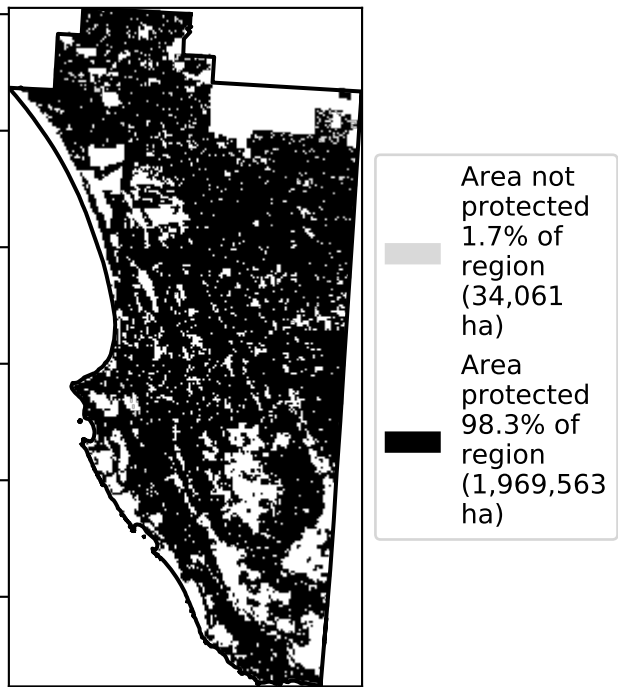 Area not
protected
1.7% of
region
(34,061
ha)
Area
protected
98.3% of
region
(1,969,563
ha)